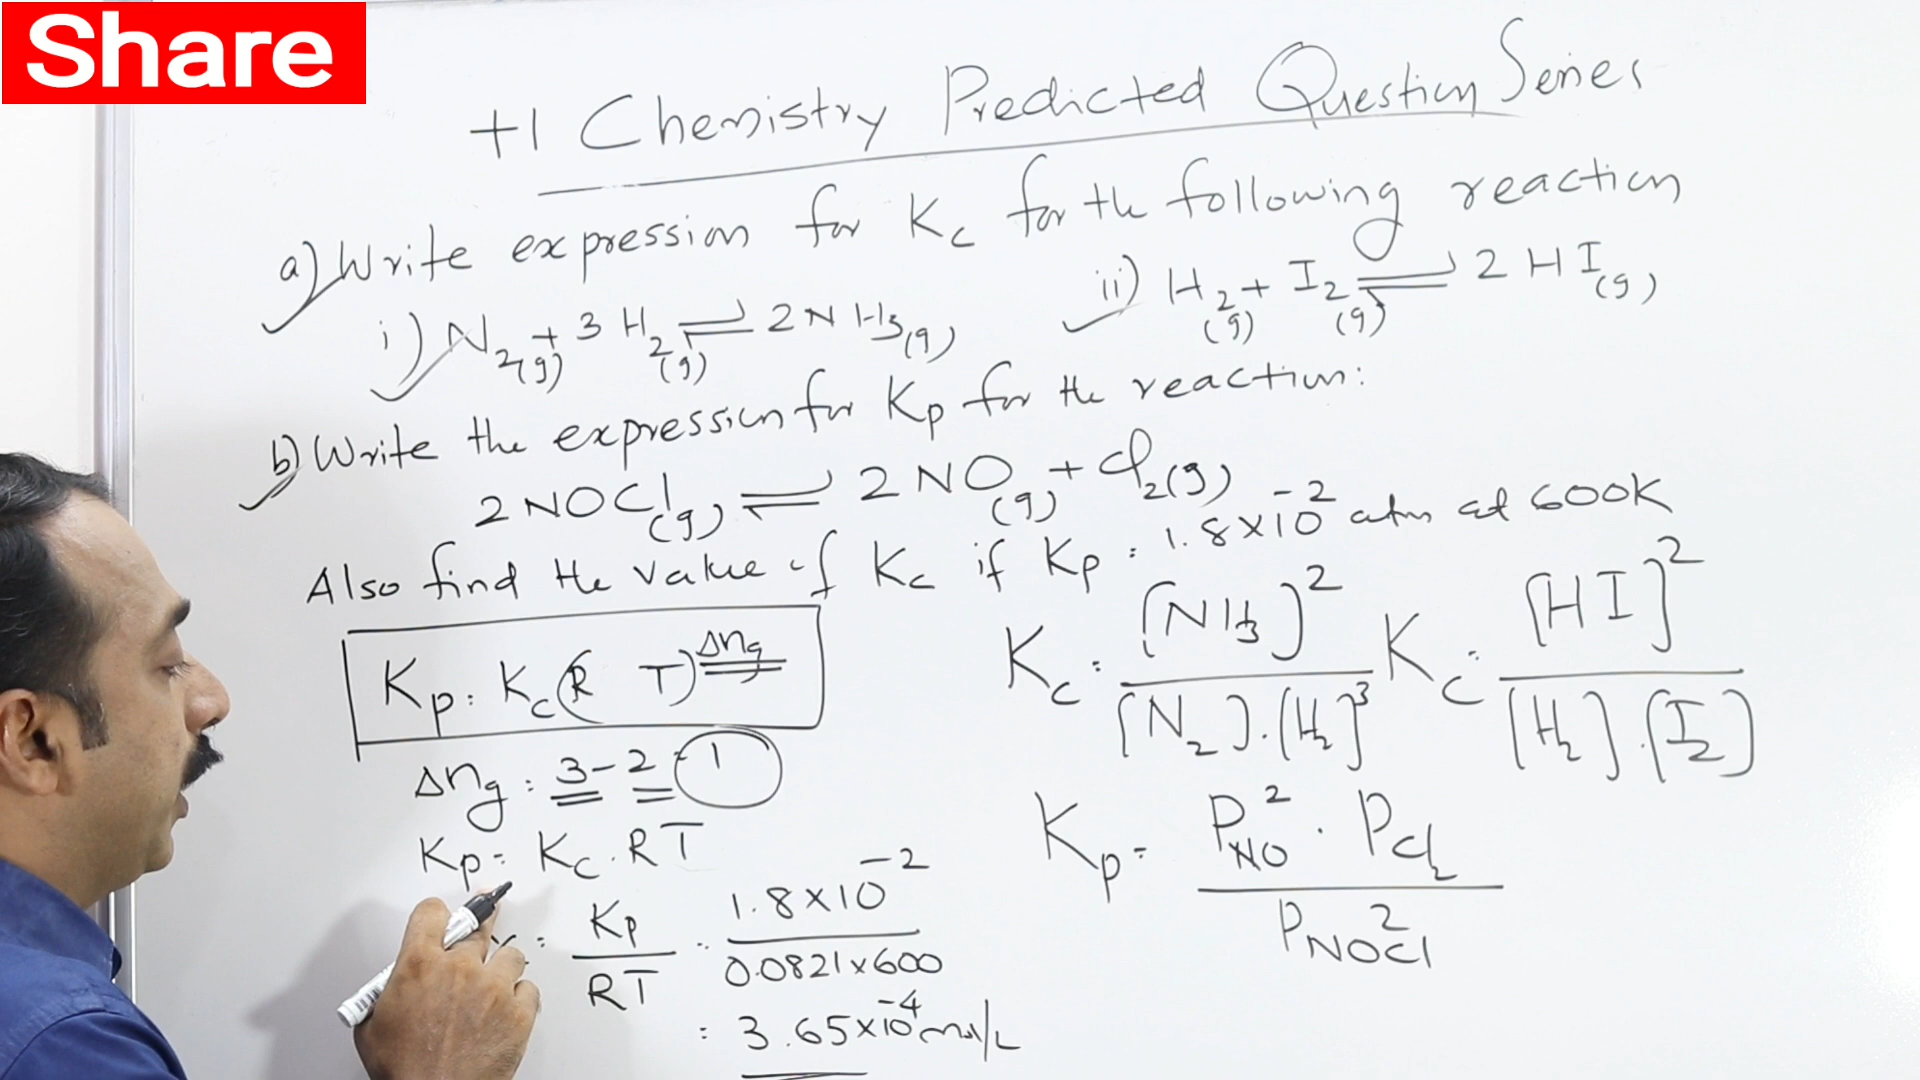 Share
+1 Chemistry Predicted Question Series
a) Write expression for Kc for the following reaction
i) N2(g) + 3H2(g) ⇌ 2NH3(g)
ii) H2(g) + I2(g) ⇌ 2HI(g)
b) Write the expression for Kp for the reaction:
2NOCl(g) ⇌ 2NO(g) + Cl2(g)
Also find the value of Kc if Kp = 1.8×10^-2 atm at 600K
Kp = Kc(R T)^Δng
Δng = 3-2 = 1
Kp = Kc.RT
= Kp/RT = 1.8×10^-2/0.0821×600
= 3.65×10^-4 mol/L
Kc = [NH3]^2/[N2].[H2]^3
Kc = [HI]^2/[H2].[I2]
Kp = P^2NO . PCl2/P^2NOCl